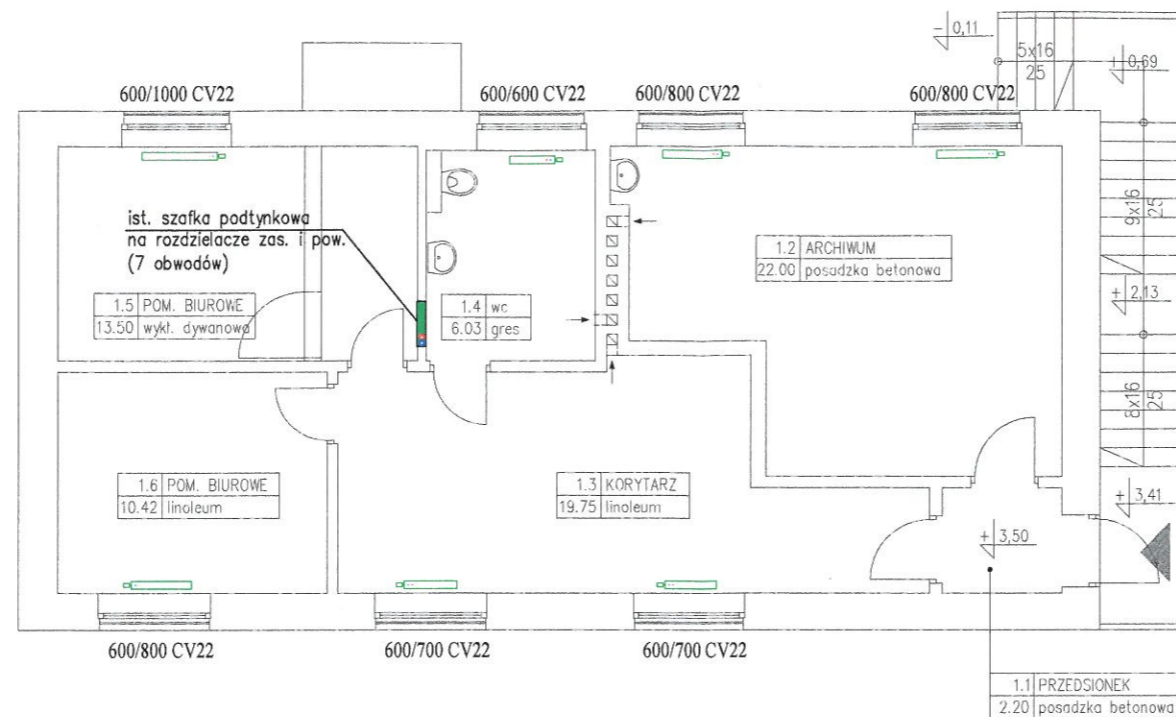 - 0,11
5x16
25
+ 0,69
600/1000 CV22
600/600 CV22
600/800 CV22
600/800 CV22
ist. szafka podtynkowa
na rozdzielacze zas. i pow.
(7 obwodów)
9x16
25
1.2 ARCHIWUM
22.00 posadzka betonowa
1.5 POM. BIUROWE
13.50 wykł. dywanowa
1.4 wc
6.03 gres
+ 2,13
8x16
25
1.6 POM. BIUROWE
10.42 linoleum
1.3 KORYTARZ
19.75 linoleum
+ 3,41
+ 3,50
600/800 CV22
600/700 CV22
600/700 CV22
1.1 PRZEDSIONEK
2.20 posadzka betonowa